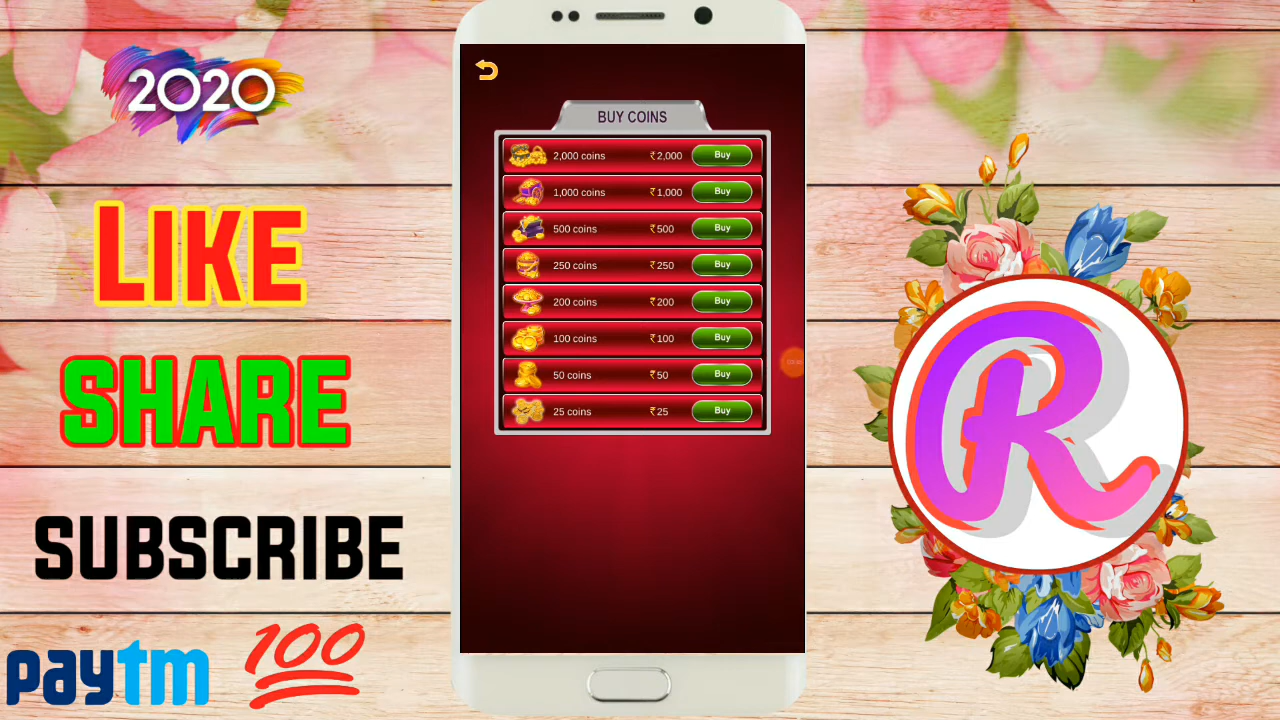 2020
LIKE
SHARE
SUBSCRIBE
paytm
100
BUY COINS
2,000 coins ₹2,000 Buy
1,000 coins ₹1,000 Buy
500 coins ₹500 Buy
250 coins ₹250 Buy
200 coins ₹200 Buy
100 coins ₹100 Buy
50 coins ₹50 Buy
25 coins ₹25 Buy
R